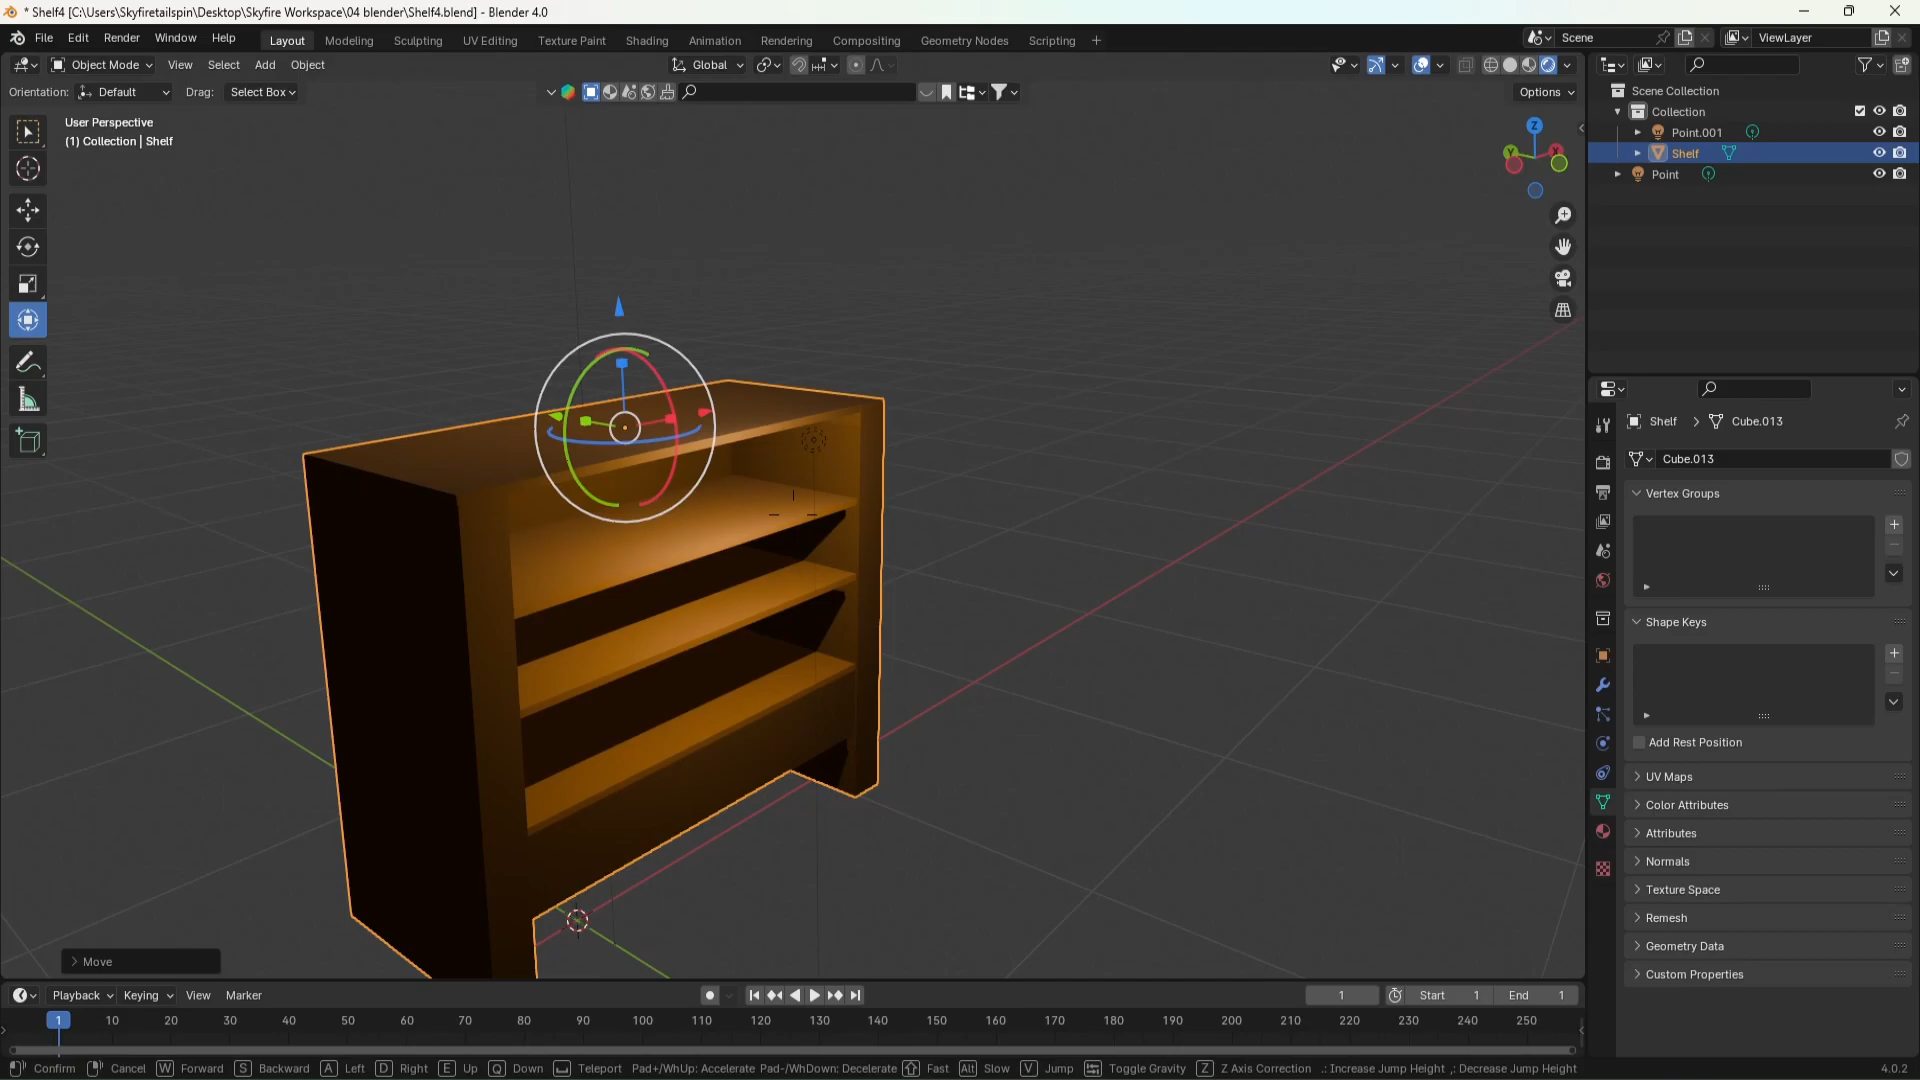 * Shelf4 [C:\Users\Skyfiretailspin\Desktop\Skyfire Workspace\04 blender\Shelf4.blend] - Blender 4.0
File Edit Render Window Help Layout Modeling Sculpting UV Editing Texture Paint Shading Animation Rendering Compositing Geometry Nodes Scripting + Scene ViewLayer
Object Mode View Select Add Object Global
Orientation: Default Drag: Select Box Options
User Perspective
(1) Collection | Shelf
Z
Y X
Scene Collection
Collection
Point.001
Shelf
Point
Shelf > Cube.013
Cube.013
Vertex Groups
Shape Keys
Add Rest Position
UV Maps
Color Attributes
Attributes
Normals
Texture Space
Remesh
Geometry Data
Custom Properties
> Move
Playback Keying View Marker 1 Start 1 End 1
1 10 20 30 40 50 60 70 80 90 100 110 120 130 140 150 160 170 180 190 200 210 220 230 240 250
Confirm Cancel W Forward S Backward A Left D Right E Up Q Down Teleport Pad+/WhUp: Accelerate Pad-/WhDown: Decelerate Fast Alt Slow V Jump Toggle Gravity Z Z Axis Correction .: Increase Jump Height ,: Decrease Jump Height 4.0.2